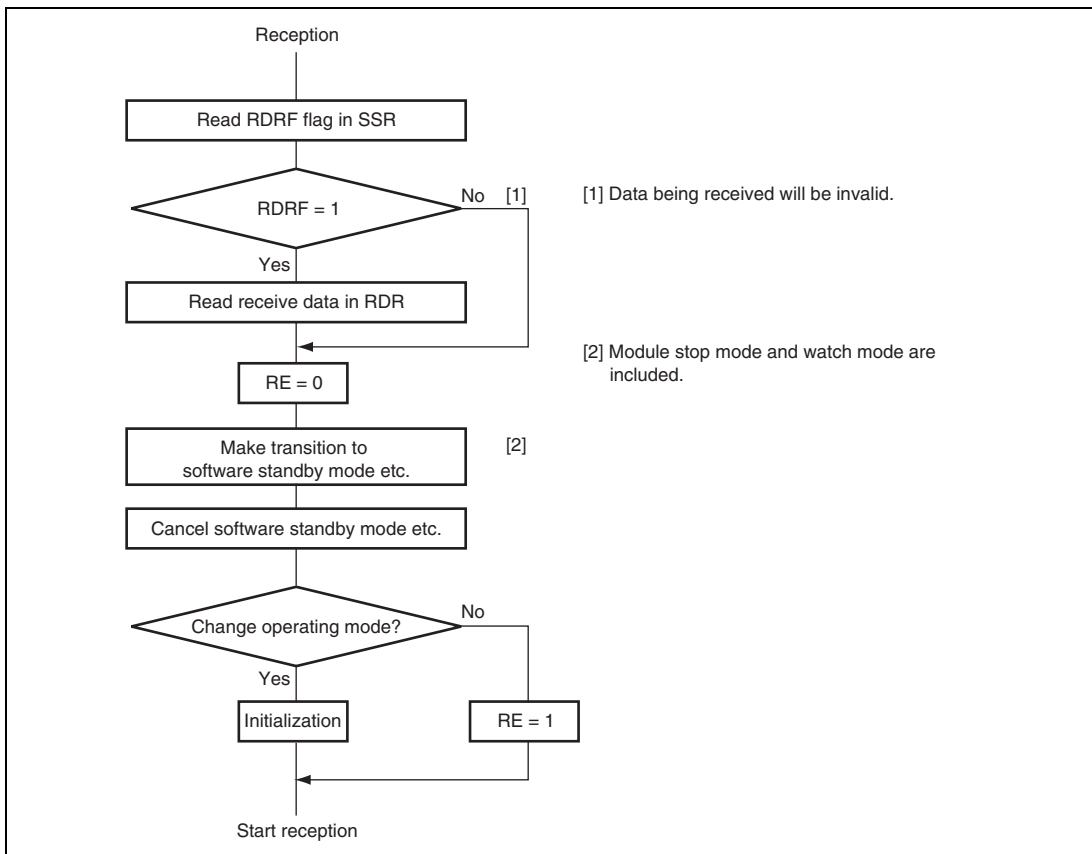 Reception
Read RDRF flag in SSR
RDRF = 1
No [1]
[1] Data being received will be invalid.
Yes
Read receive data in RDR
[2] Module stop mode and watch mode are
included.
RE = 0
Make transition to
software standby mode etc.
[2]
Cancel software standby mode etc.
Change operating mode?
No
Yes
Initialization
RE = 1
Start reception